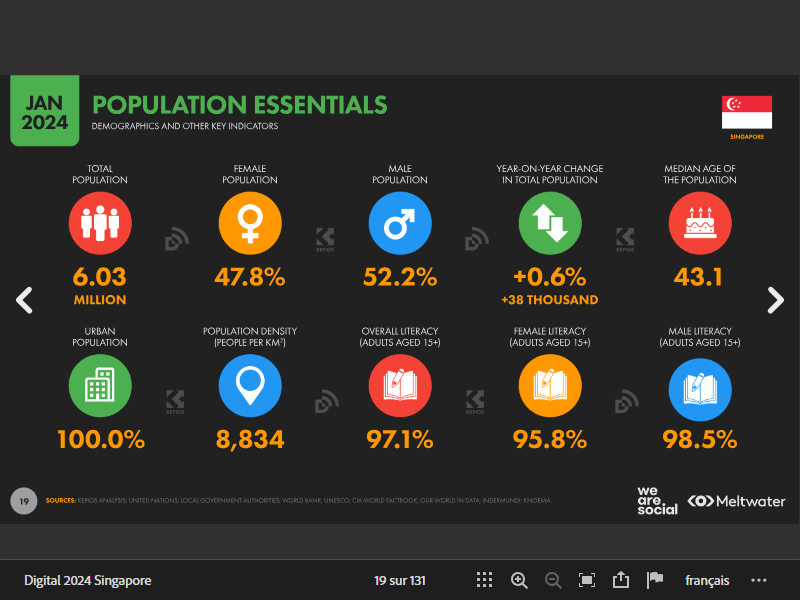 JAN
2024
POPULATION ESSENTIALS
DEMOGRAPHICS AND OTHER KEY INDICATORS
SINGAPORE
TOTAL
POPULATION
FEMALE
POPULATION
MALE
POPULATION
YEAR-ON-YEAR CHANGE
IN TOTAL POPULATION
MEDIAN AGE OF
THE POPULATION
KEPIOS
KEPIOS
6.03
MILLION
47.8%
52.2%
+0.6%
+38 THOUSAND
43.1
URBAN
POPULATION
POPULATION DENSITY
(PEOPLE PER KM²)
OVERALL LITERACY
(ADULTS AGED 15+)
FEMALE LITERACY
(ADULTS AGED 15+)
MALE LITERACY
(ADULTS AGED 15+)
KEPIOS
KEPIOS
100.0%
8,834
97.1%
95.8%
98.5%
19
SOURCES: KEPIOS ANALYSIS; UNITED NATIONS; LOCAL GOVERNMENT AUTHORITIES; WORLD BANK; UNESCO; CIA WORLD FACTBOOK; OUR WORLD IN DATA; INDEXMUNDI; KNOEMA.
we
are.
social
Meltwater
Digital 2024 Singapore
19 sur 131
français